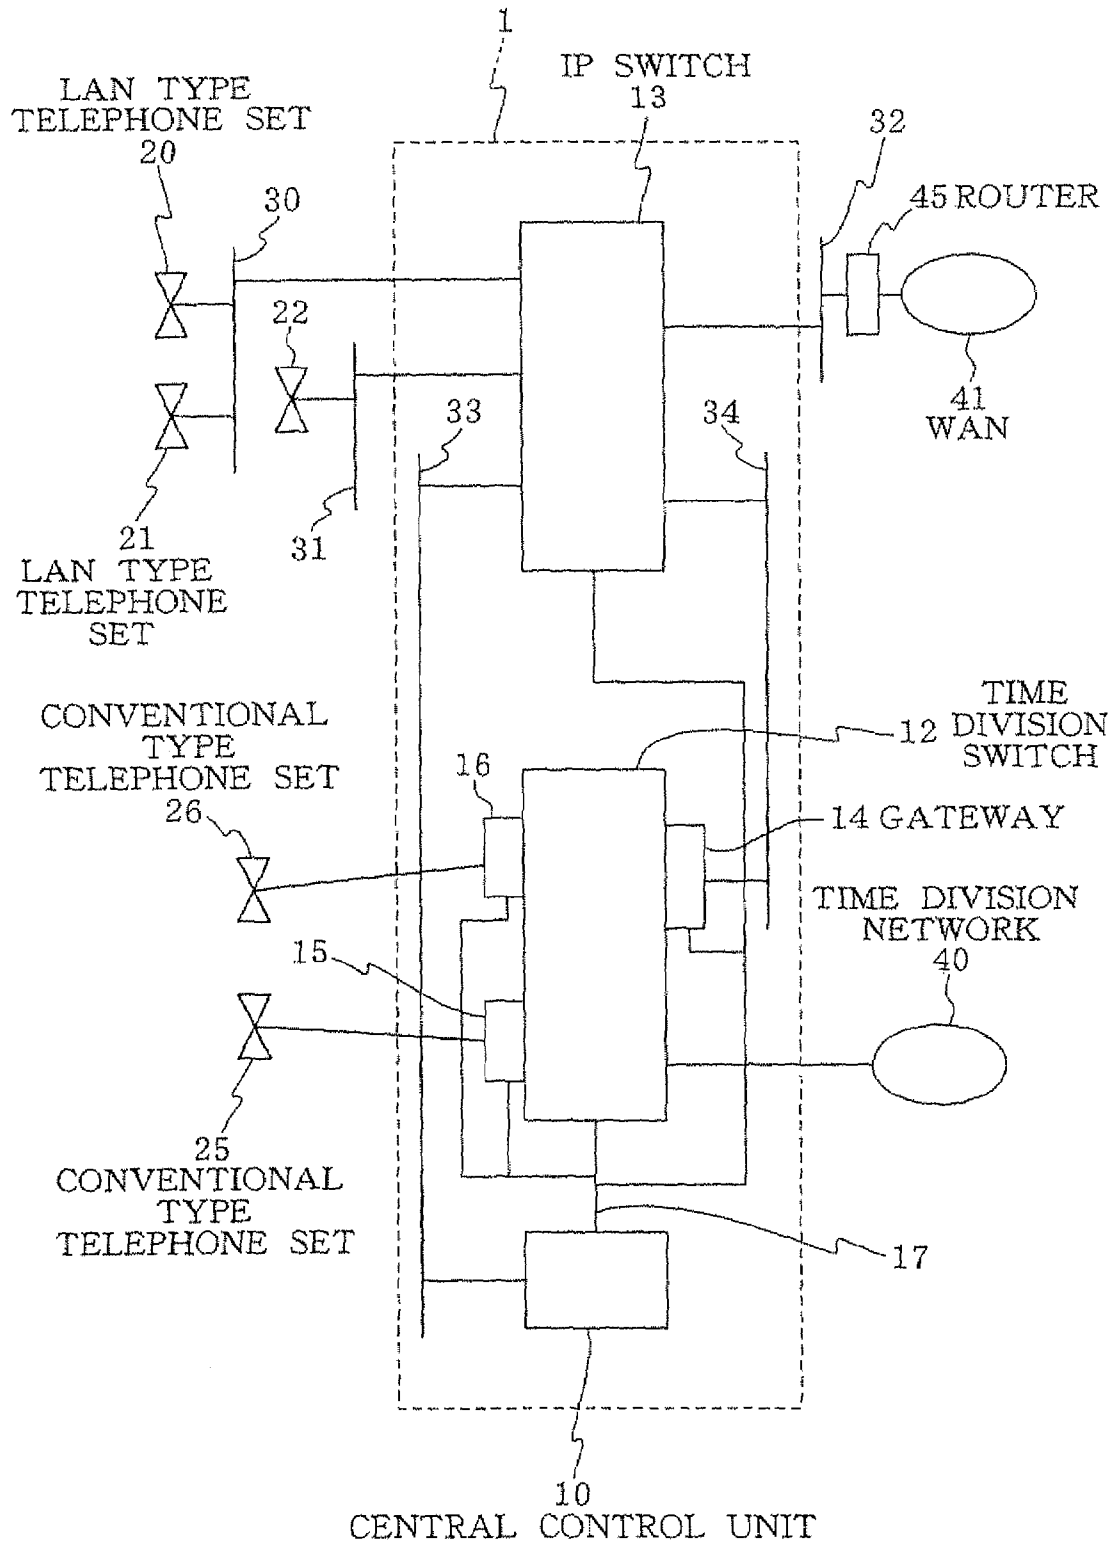 1
IP SWITCH
13
LAN TYPE
TELEPHONE SET
20
30
32
45 ROUTER
22
33
34
41
WAN
21
LAN TYPE
TELEPHONE
SET
31
CONVENTIONAL
TYPE
TELEPHONE SET
26
16
TIME
DIVISION
SWITCH
12
14 GATEWAY
TIME DIVISION
NETWORK
40
15
25
CONVENTIONAL
TYPE
TELEPHONE SET
17
10
CENTRAL CONTROL UNIT